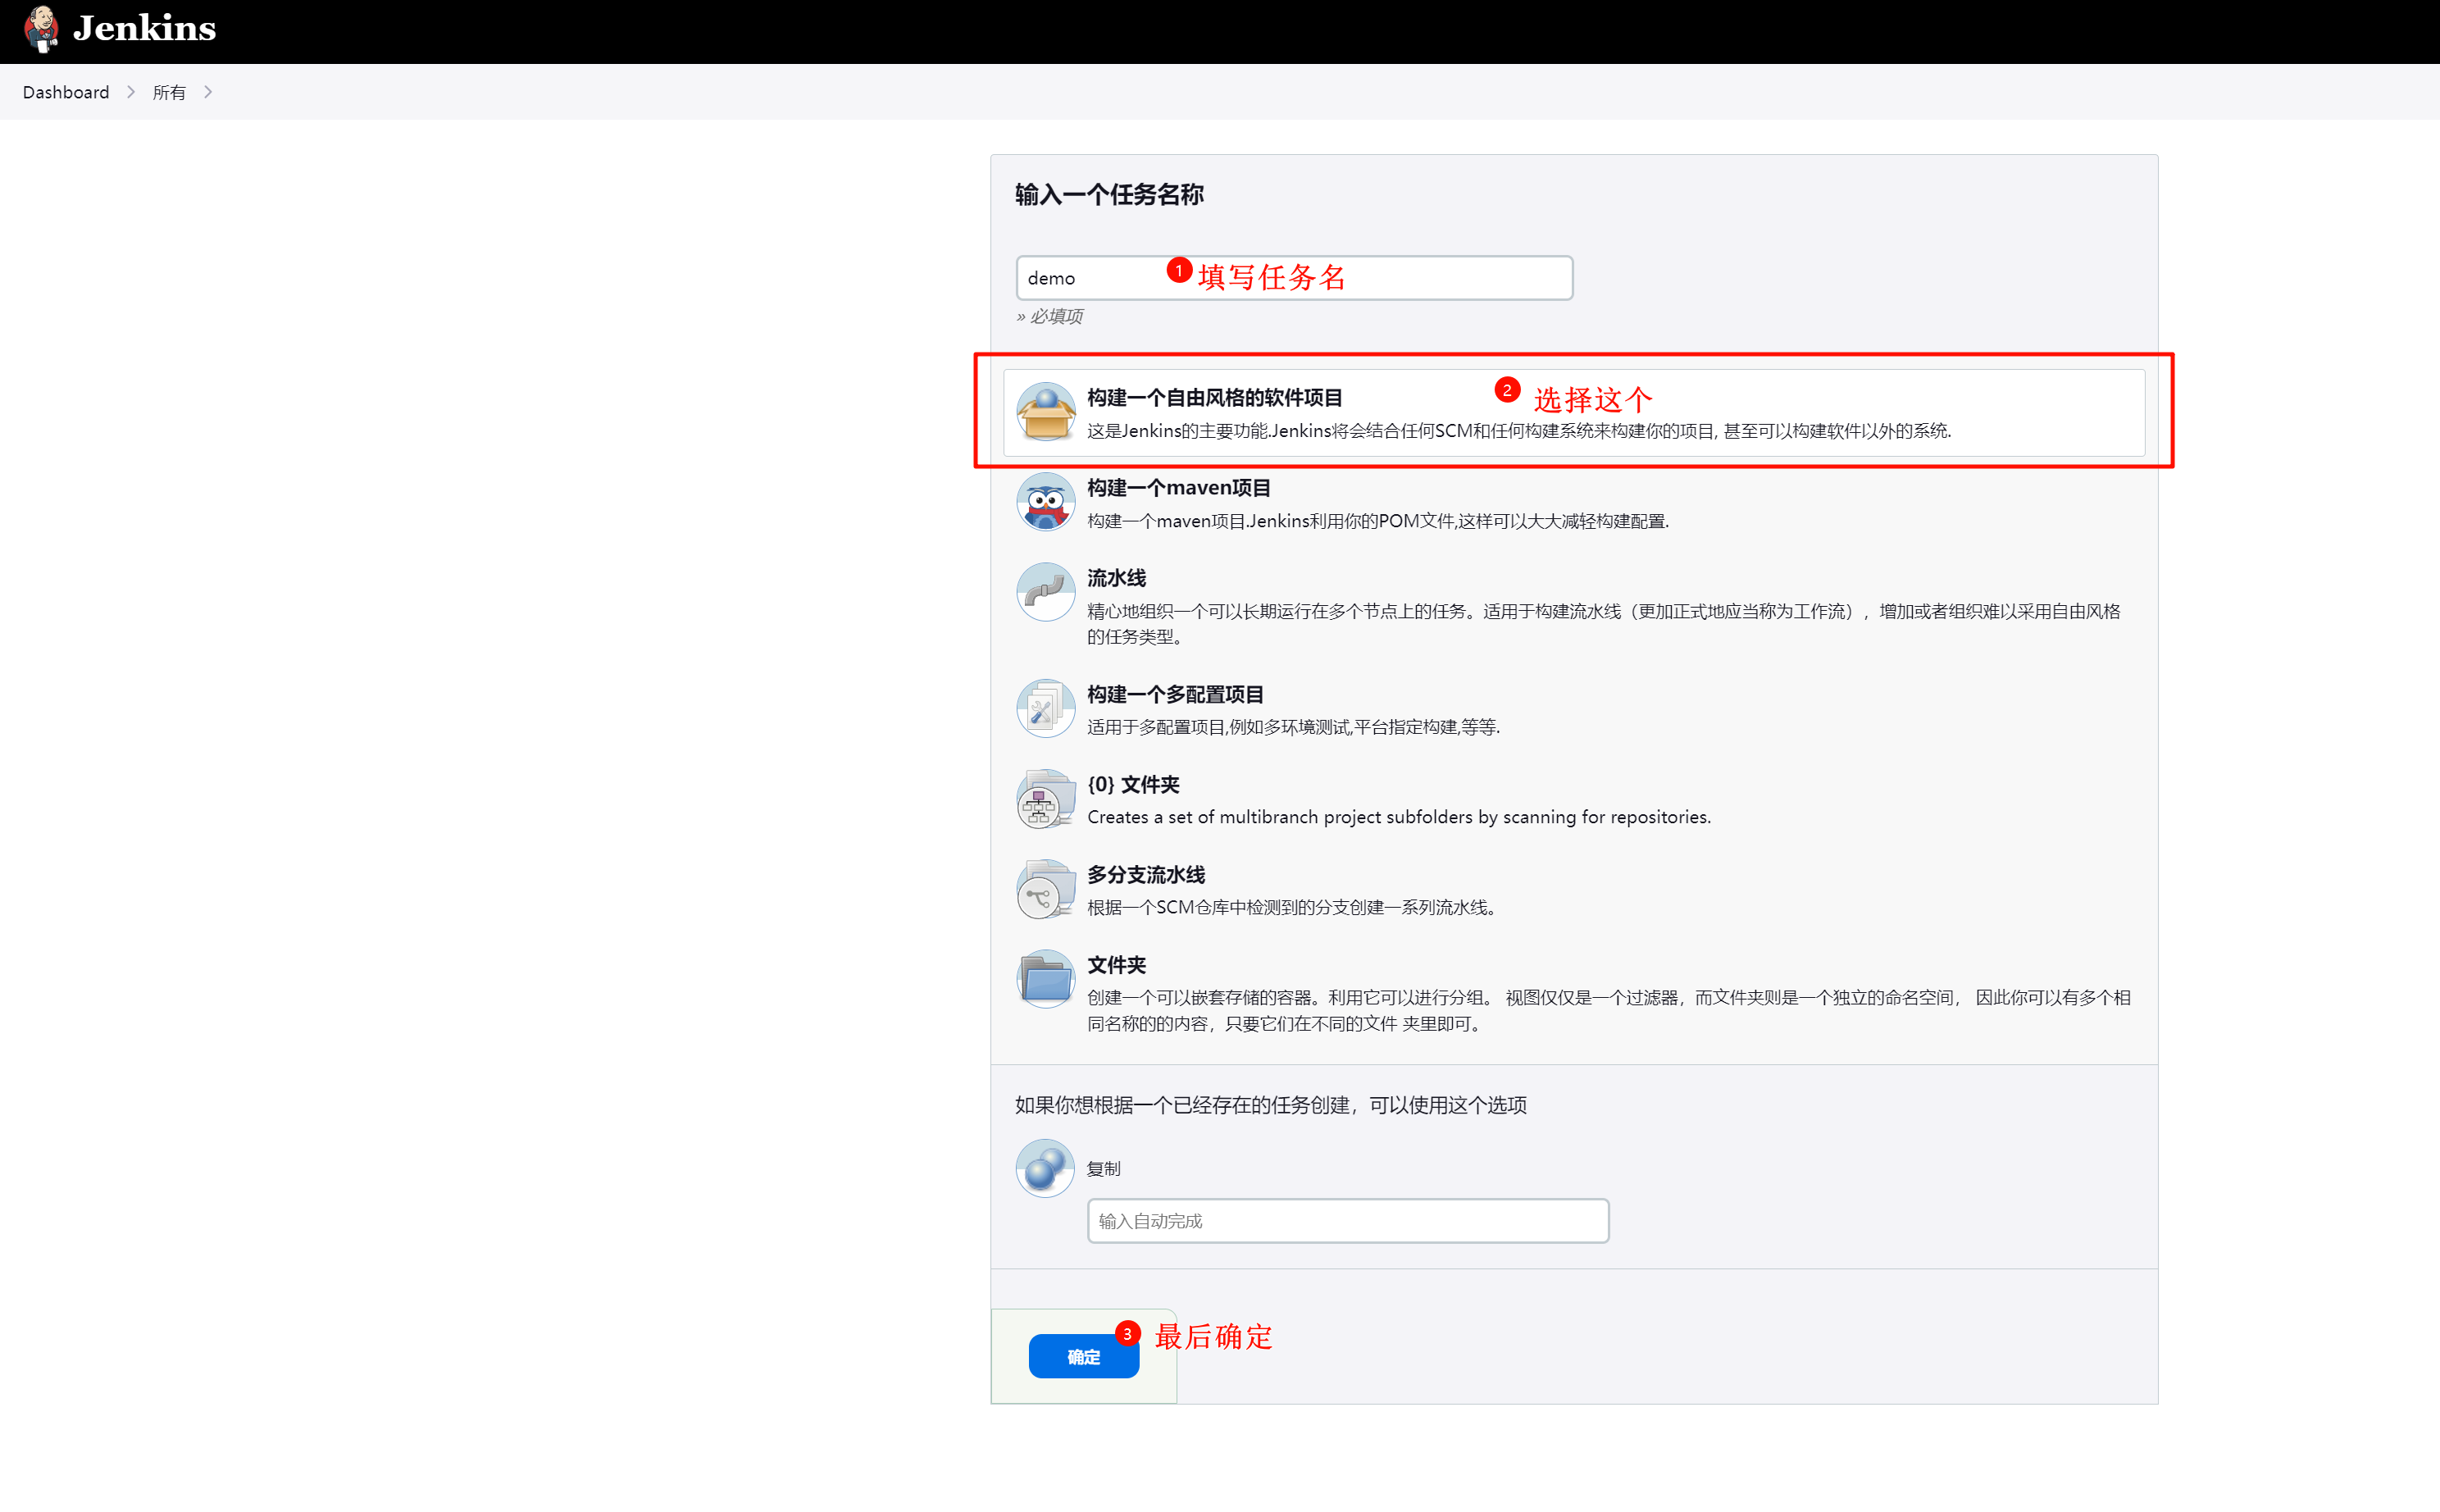 Jenkins
Dashboard
所有
输入一个任务名称
demo
1 填写任务名
» 必填项
构建一个自由风格的软件项目
2 选择这个
这是Jenkins的主要功能.Jenkins将会结合任何SCM和任何构建系统来构建你的项目, 甚至可以构建软件以外的系统.
构建一个maven项目
构建一个maven项目.Jenkins利用你的POM文件,这样可以大大减轻构建配置.
流水线
精心地组织一个可以长期运行在多个节点上的任务。适用于构建流水线（更加正式地应当称为工作流），增加或者组织难以采用自由风格
的任务类型。
构建一个多配置项目
适用于多配置项目,例如多环境测试,平台指定构建,等等.
{0} 文件夹
Creates a set of multibranch project subfolders by scanning for repositories.
多分支流水线
根据一个SCM仓库中检测到的分支创建一系列流水线。
文件夹
创建一个可以嵌套存储的容器。利用它可以进行分组。 视图仅仅是一个过滤器，而文件夹则是一个独立的命名空间， 因此你可以有多个相
同名称的的内容，只要它们在不同的文件 夹里即可。
如果你想根据一个已经存在的任务创建，可以使用这个选项
复制
输入自动完成
3 最后确定
确定